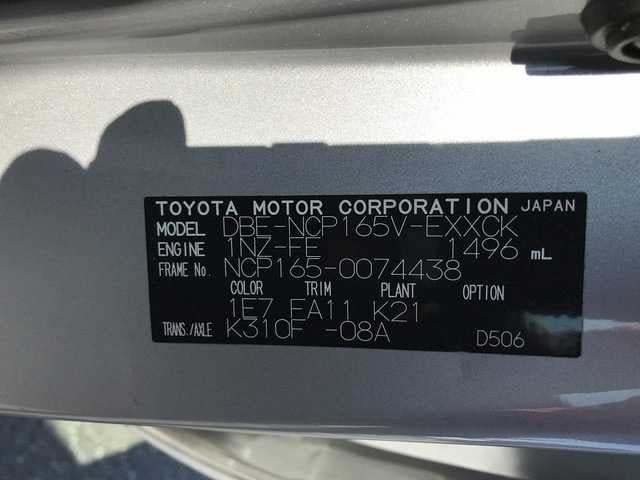 TOYOTA MOTOR CORPORATION JAPAN
MODEL DBE-NCP165V-EXXCK
ENGINE 1NZ-FE 1496 mL
FRAME No. NCP165-0074438
COLOR TRIM PLANT OPTION
1E7 EA11 K21
TRANS./AXLE K310F -08A D506